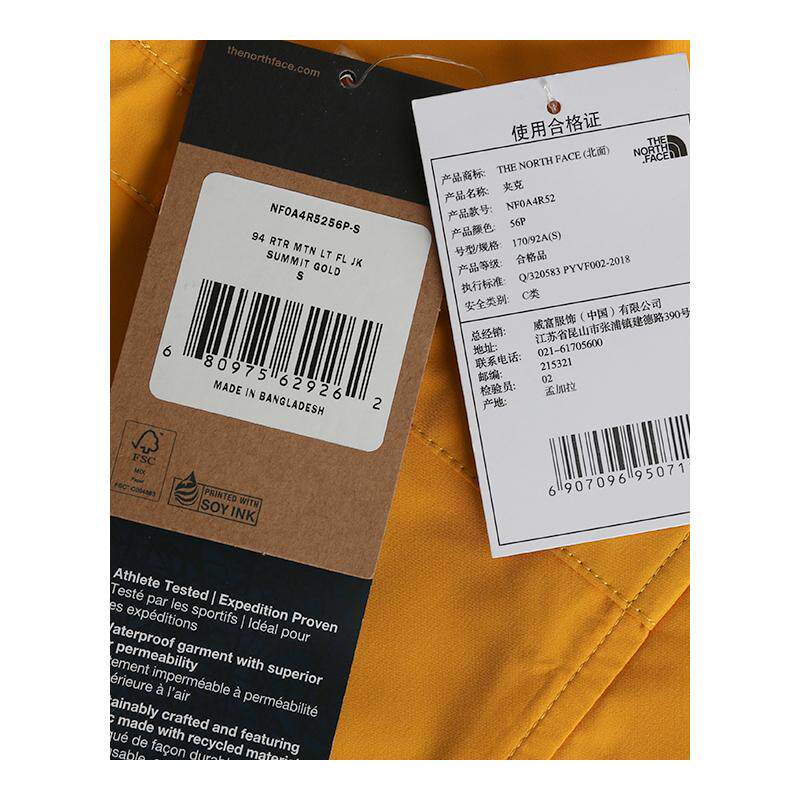 thenorthface.com
NF0A4R5256P-S
94 RTR MTN LT FL JK
SUMMIT GOLD
S
6 80975 62926 2
MADE IN BANGLADESH
FSC
MIX
Paper
PRINTED WITH
SOY INK
Athlete Tested | Expedition Proven
Testé par les sportifs | Idéal pour
es expéditions
aterproof garment with superior
permeability
ement imperméable à perméabilité
érieure à l'air
ainably crafted and featuring
c made with recycled materi
qué de façon durab
使用合格证
THE
NORTH
FACE
产品商标: THE NORTH FACE (北面)
产品名称: 夹克
产品款号: NF0A4R52
产品颜色: 56P
号型/规格: 170/92A(S)
产品等级: 合格品
执行标准: Q/320583 PYVF002-2018
安全类别: C类
总经销: 威富服饰（中国）有限公司
地址: 江苏省昆山市张浦镇建德路390号
联系电话: 021-61705600
邮编: 215321
检验员: 02
产地: 孟加拉
6 907096 95071